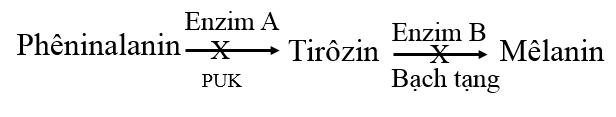 Enzim A
Enzim B
Phêninalanin X Tirôzin X Mêlanin
PUK
Bạch tạng